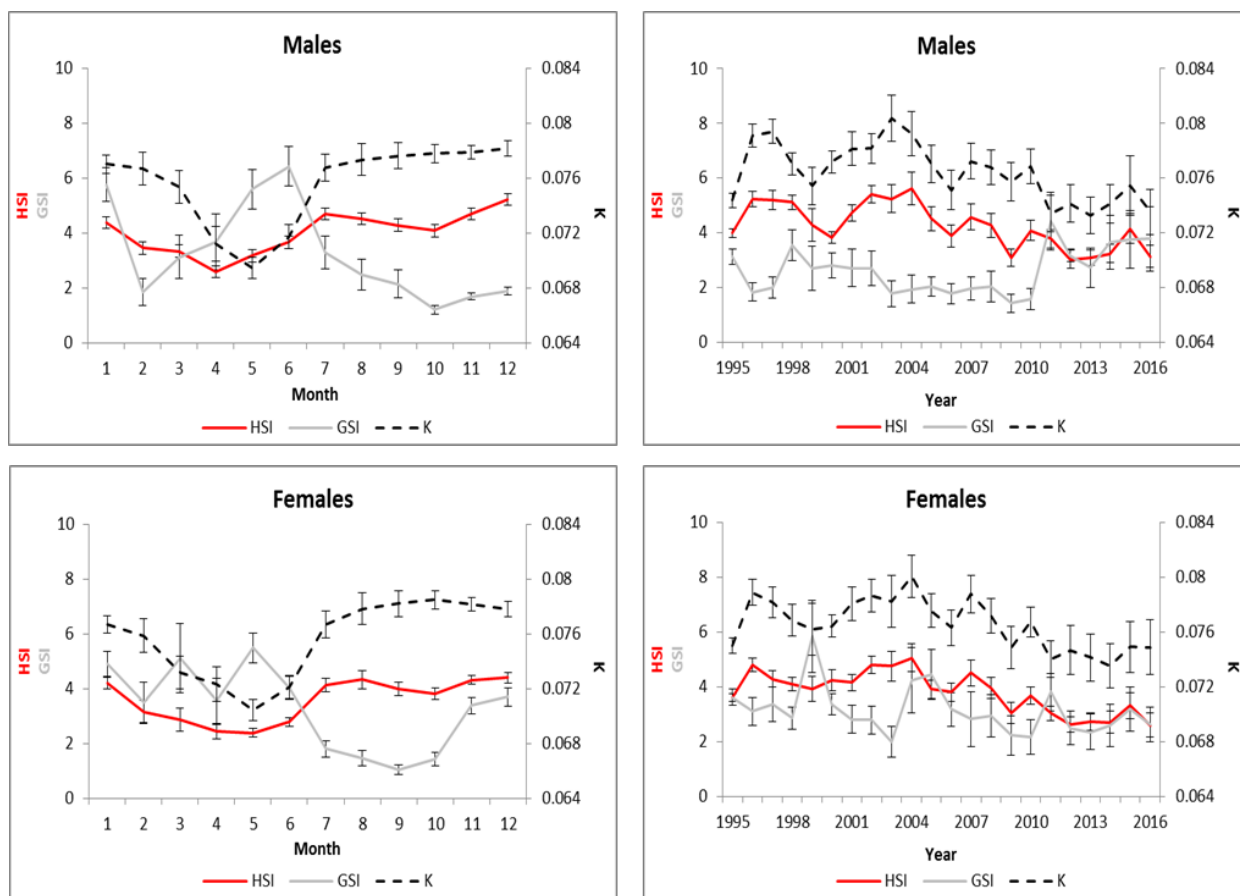 Males
10
8
6
4
2
0
0.084
0.08
0.076
0.072
0.068
0.064
HSI
GSI
K
1 2 3 4 5 6 7 8 9 10 11 12
Month
HSI GSI K
Males
10
8
6
4
2
0
0.084
0.08
0.076
0.072
0.068
0.064
HSI
GSI
K
1995 1998 2001 2004 2007 2010 2013 2016
Year
HSI GSI K
Females
10
8
6
4
2
0
0.084
0.08
0.076
0.072
0.068
0.064
HSI
GSI
K
1 2 3 4 5 6 7 8 9 10 11 12
Month
HSI GSI K
Females
10
8
6
4
2
0
0.084
0.08
0.076
0.072
0.068
0.064
HSI
GSI
K
1995 1998 2001 2004 2007 2010 2013 2016
Year
HSI GSI K